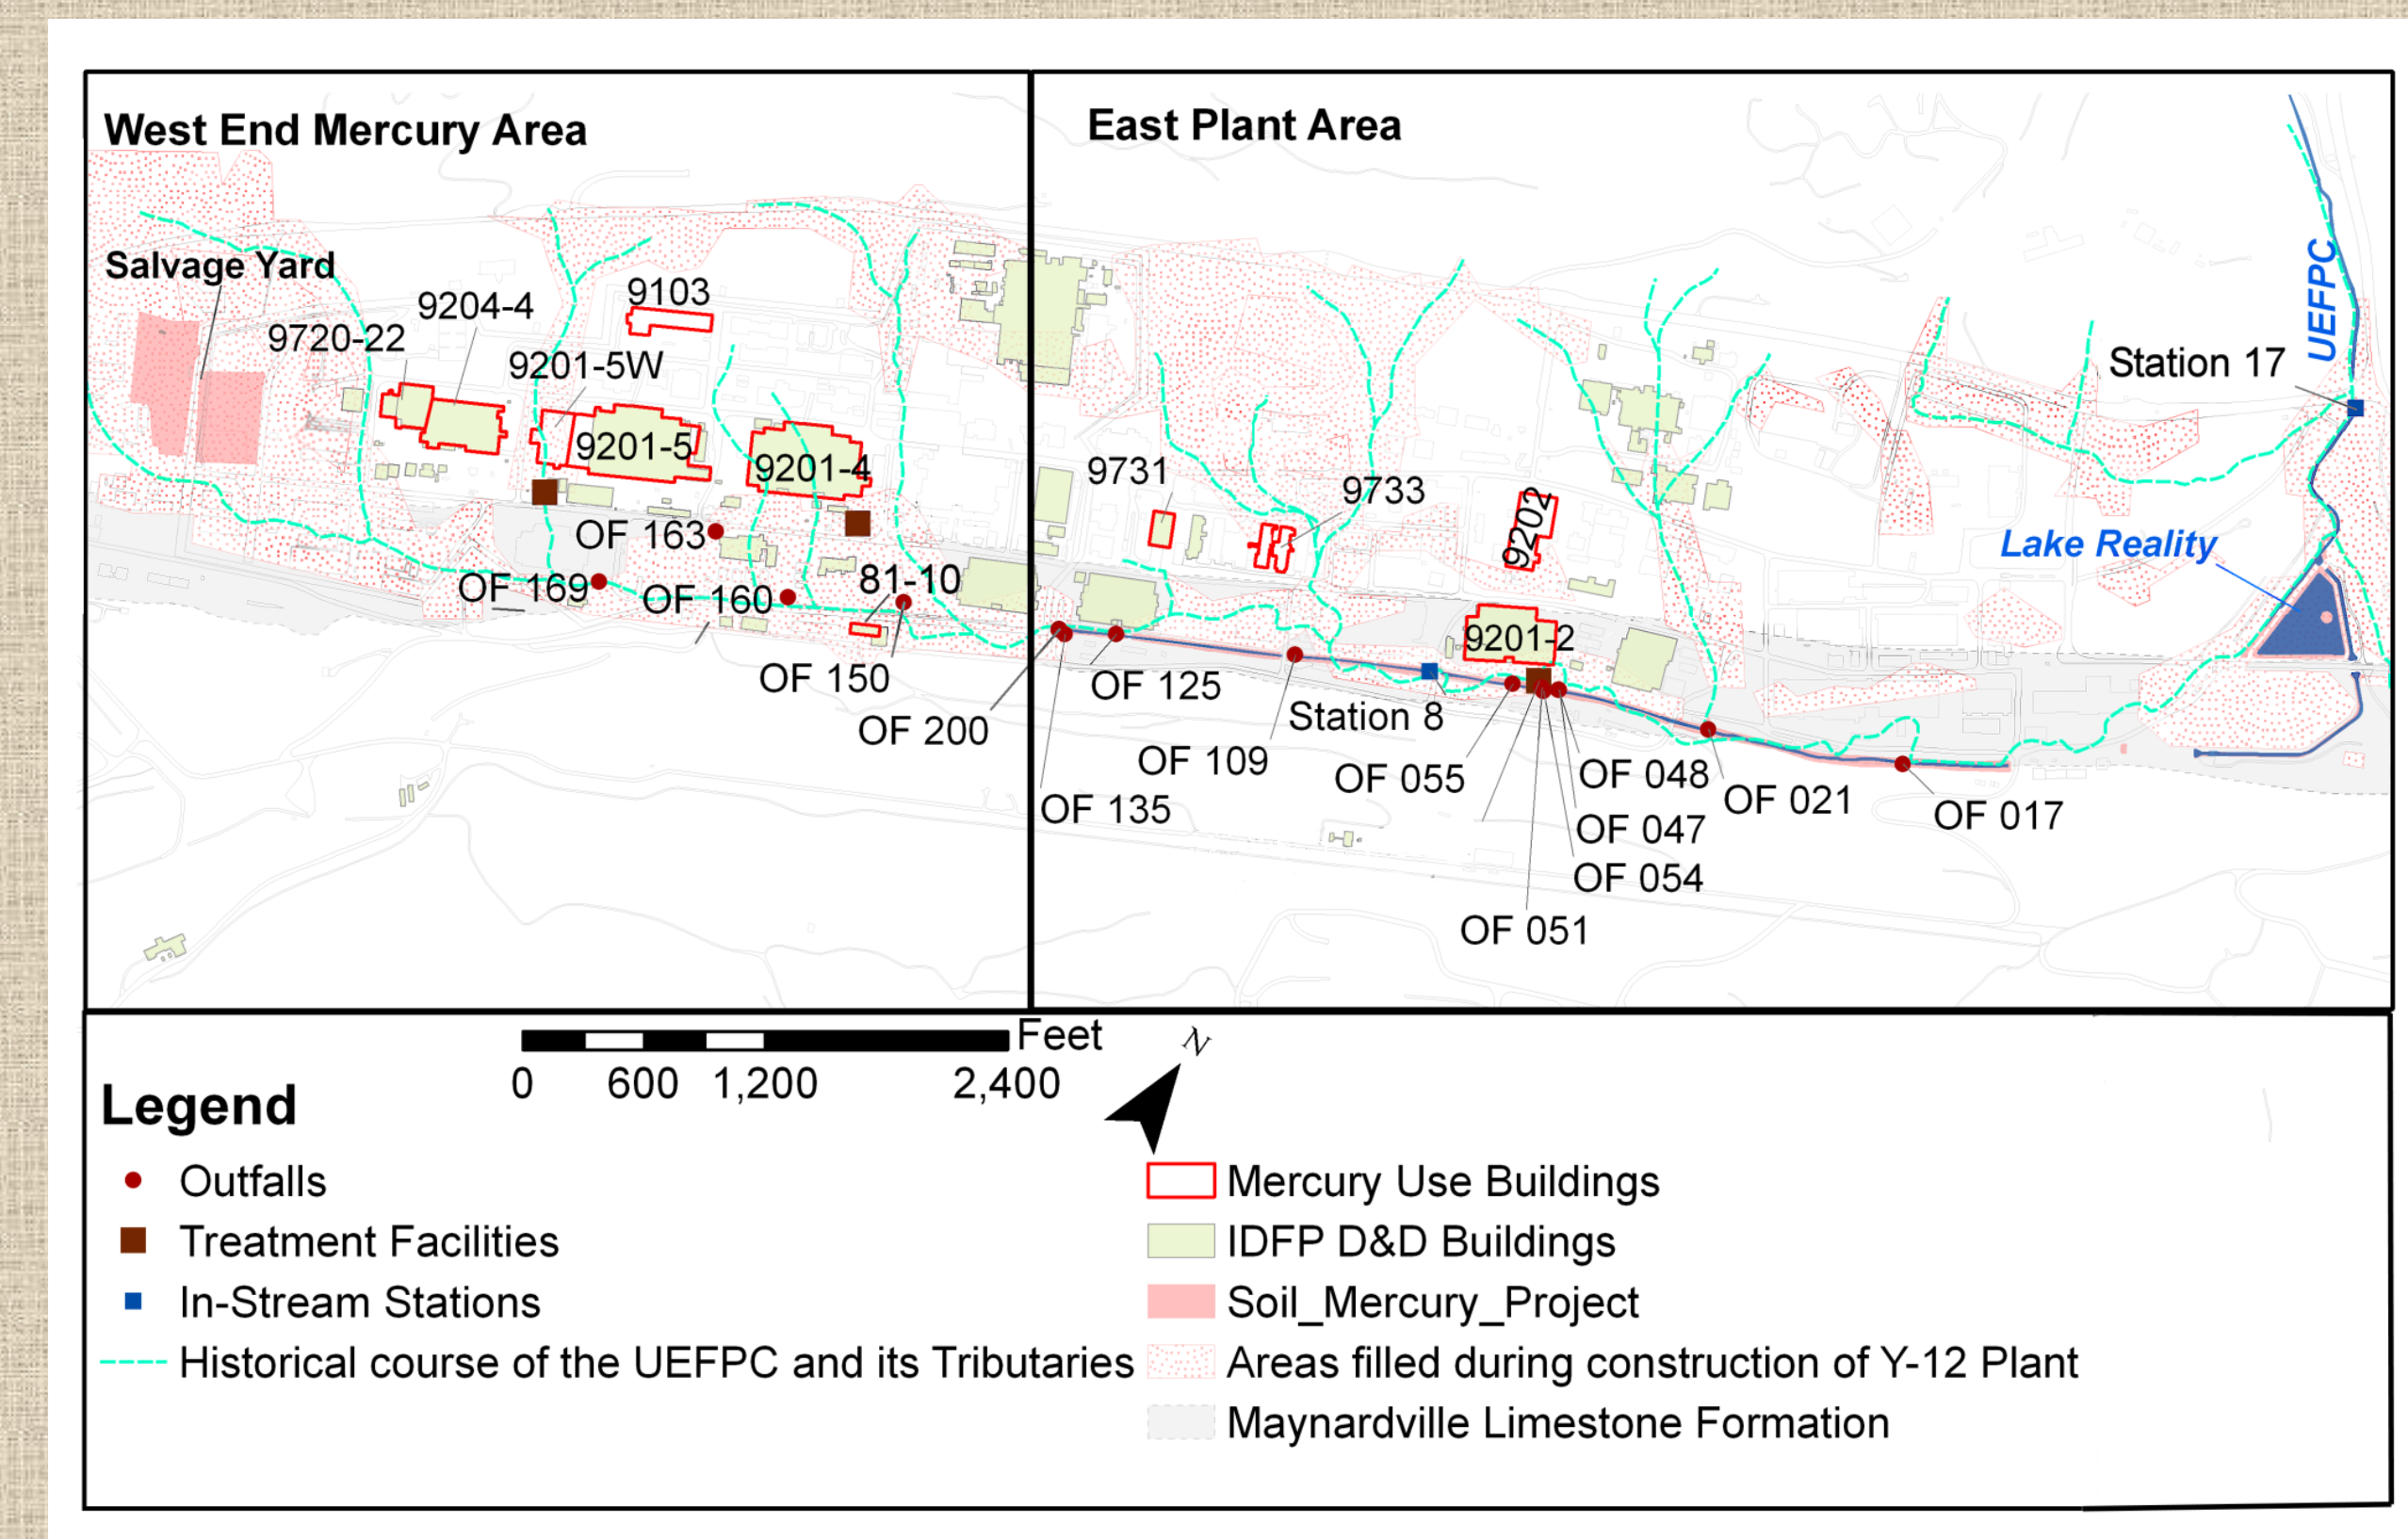 West End Mercury Area
East Plant Area
Salvage Yard
9720-22
9204-4
9103
9201-5W
9201-5
9201-4
OF 163
OF 169
OF 160
81-10
OF 150
OF 200
9731
9733
9202
9201-2
OF 125
OF 135
OF 109
Station 8
OF 055
OF 048
OF 047
OF 054
OF 051
OF 021
OF 017
UEFPC
Station 17
Lake Reality
Feet
0 600 1,200 2,400
N
Legend
Outfalls
Treatment Facilities
In-Stream Stations
Historical course of the UEFPC and its Tributaries
Mercury Use Buildings
IDFP D&D Buildings
Soil_Mercury_Project
Areas filled during construction of Y-12 Plant
Maynardville Limestone Formation